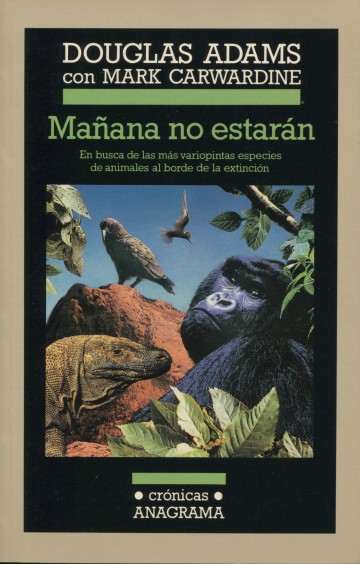 DOUGLAS ADAMS
con MARK CARWARDINE
Mañana no estarán
En busca de las más variopintas especies
de animales al borde de la extinción
• crónicas •
ANAGRAMA